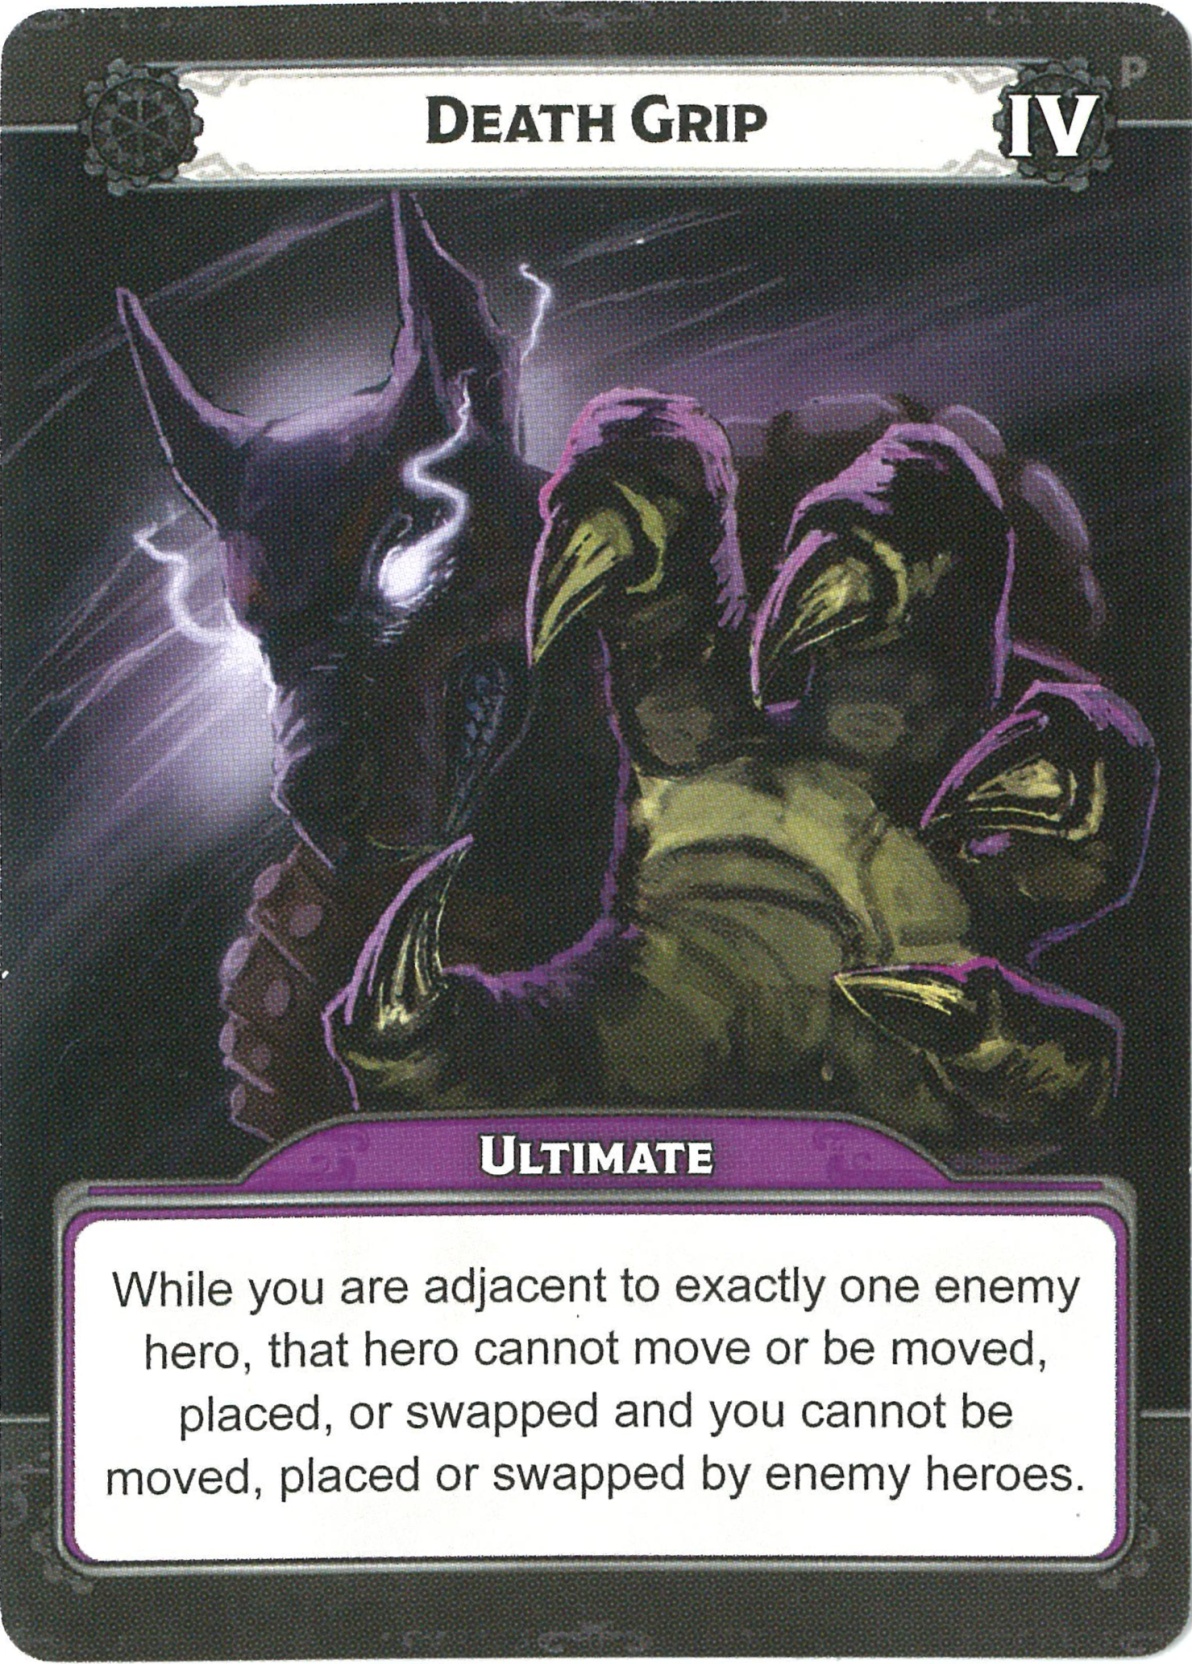 P
DEATH GRIP
IV
ULTIMATE
While you are adjacent to exactly one enemy
hero, that hero cannot move or be moved,
placed, or swapped and you cannot be
moved, placed or swapped by enemy heroes.